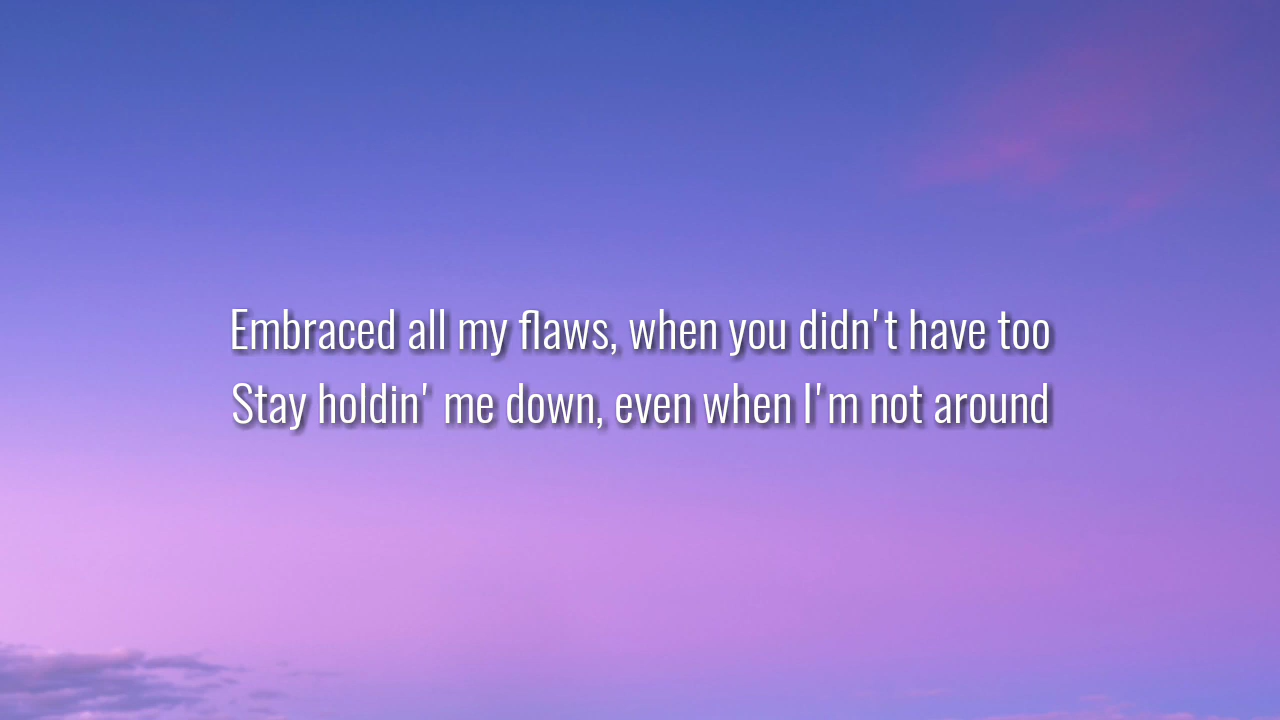 Embraced all my flaws, when you didn't have too
Stay holdin' me down, even when I'm not around